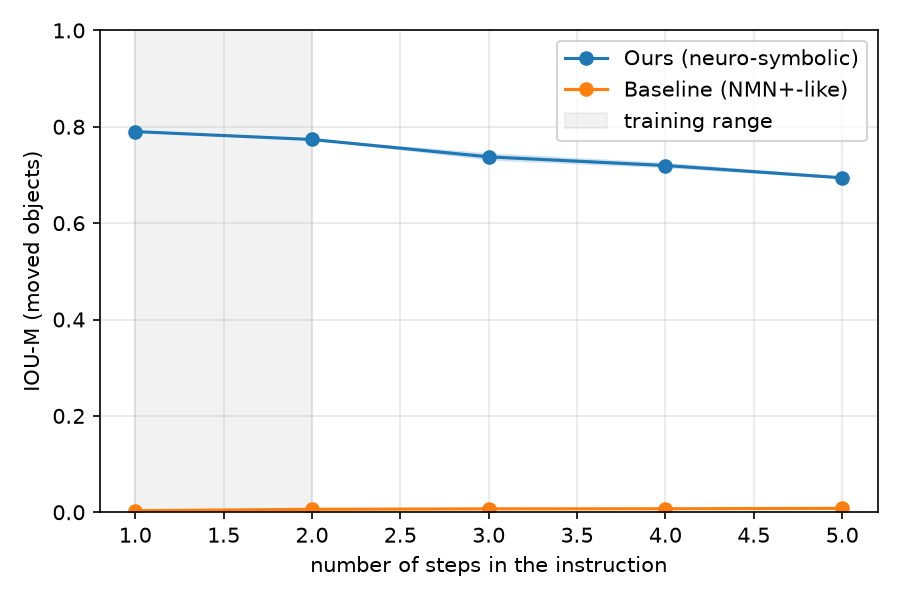 Ours (neuro-symbolic)
Baseline (NMN+-like)
training range
IOU-M (moved objects)
1.0
0.8
0.6
0.4
0.2
0.0
1.0 1.5 2.0 2.5 3.0 3.5 4.0 4.5 5.0
number of steps in the instruction